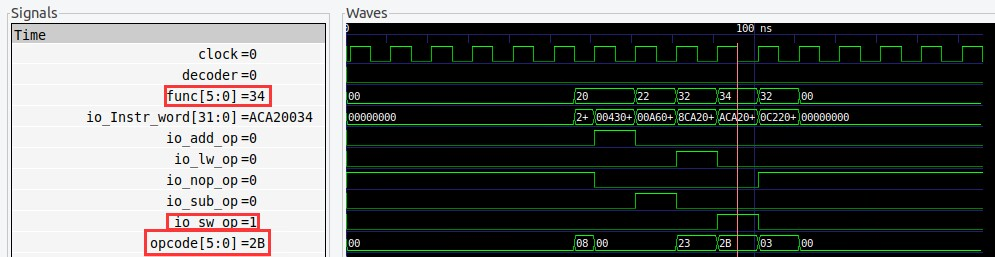 Signals
Waves
Time
0
100 ns
clock=0
decoder=0
func[5:0]=34
00 20 22 32 34 32 00
io_Instr_word[31:0]=ACA20034
00000000 2+ 00430+ 00A60+ 8CA20+ ACA20+ 0C220+ 00000000
io_add_op=0
io_lw_op=0
io_nop_op=0
io_sub_op=0
io_sw_op=1
opcode[5:0]=2B
00 08 00 23 2B 03 00